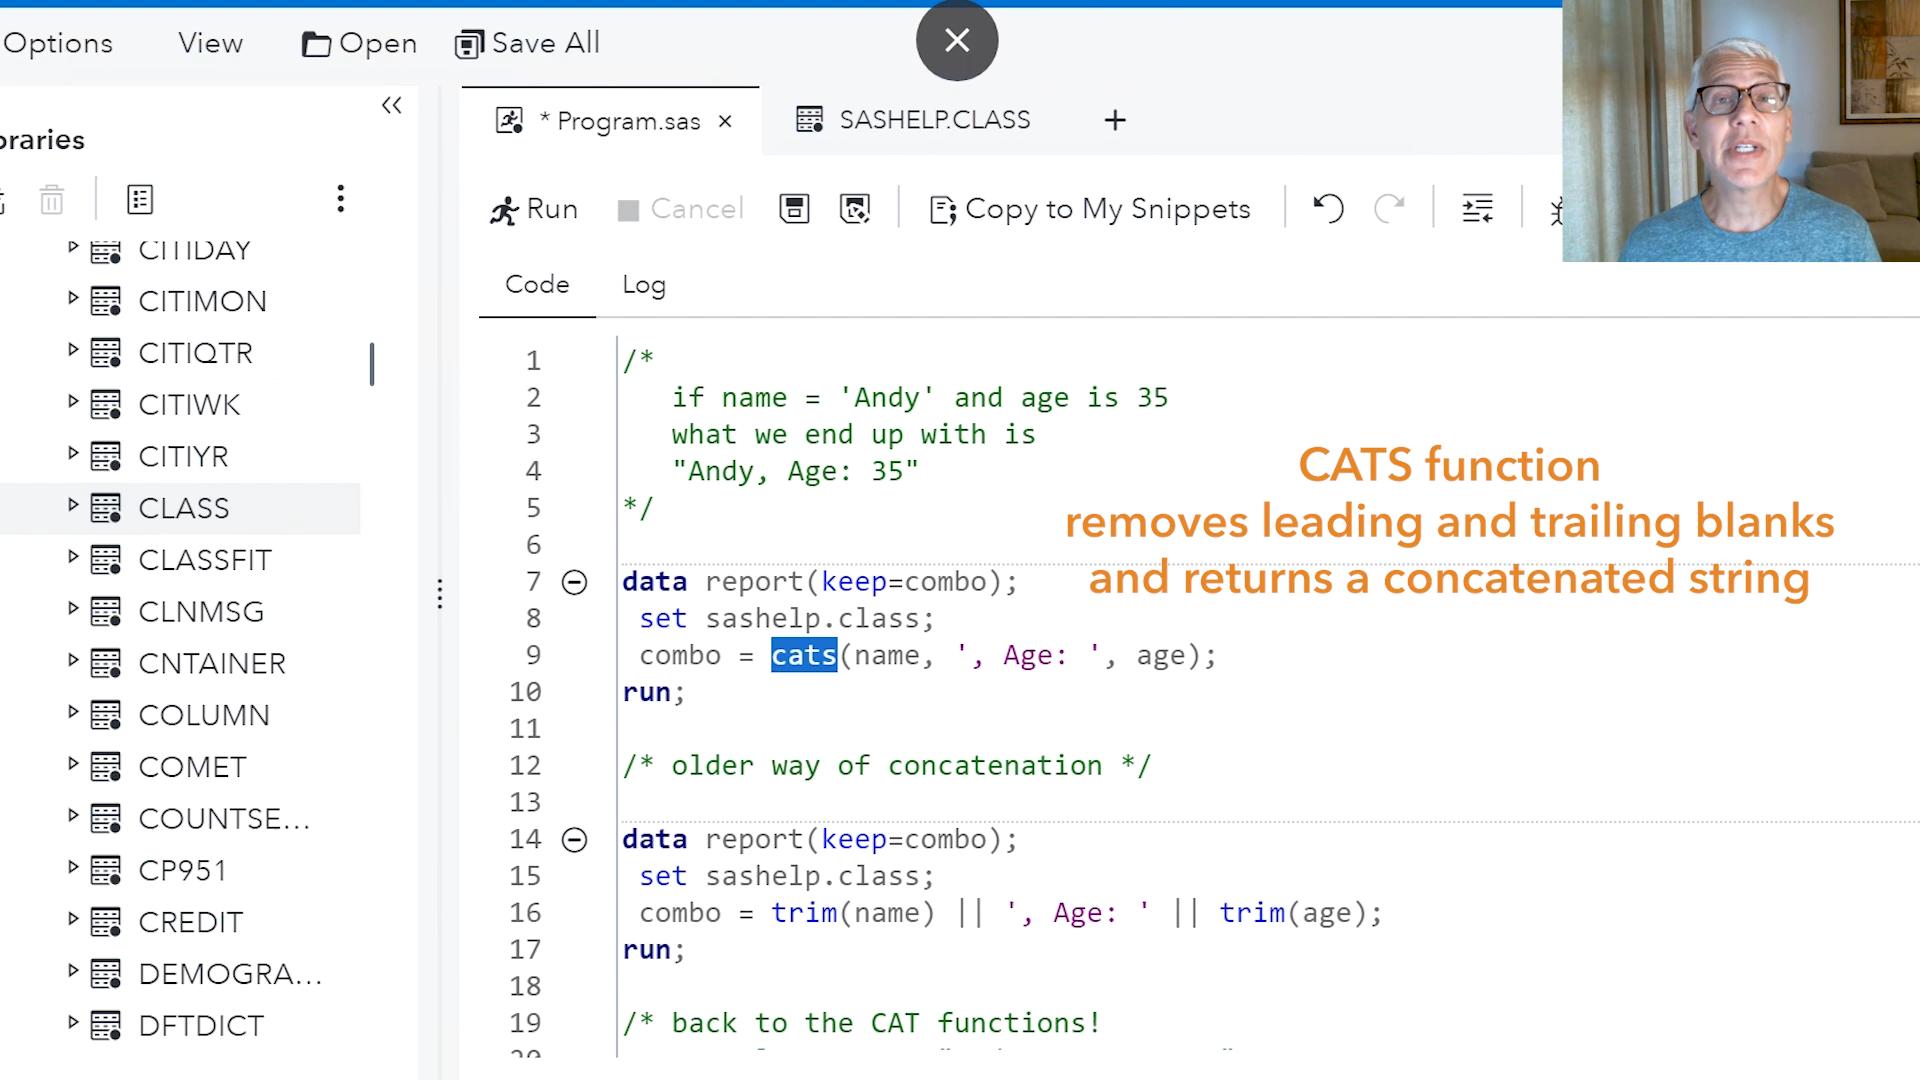 Options View Open Save All
braries
* Program.sas × SASHELP.CLASS +
Run Cancel Copy to My Snippets
Code Log
CITIDAY
CITIMON
CITIQTR
CITIWK
CITIYR
CLASS
CLASSFIT
CLNMSG
CNTAINER
COLUMN
COMET
COUNTSE...
CP951
CREDIT
DEMOGRA...
DFTDICT
1 /*
2 if name = 'Andy' and age is 35
3 what we end up with is
4 "Andy, Age: 35"
5 */
6
7 data report(keep=combo);
8 set sashelp.class;
9 combo = cats(name, ', Age: ', age);
10 run;
11
12 /* older way of concatenation */
13
14 data report(keep=combo);
15 set sashelp.class;
16 combo = trim(name) || ', Age: ' || trim(age);
17 run;
18
19 /* back to the CAT functions!
CATS function
removes leading and trailing blanks
and returns a concatenated string